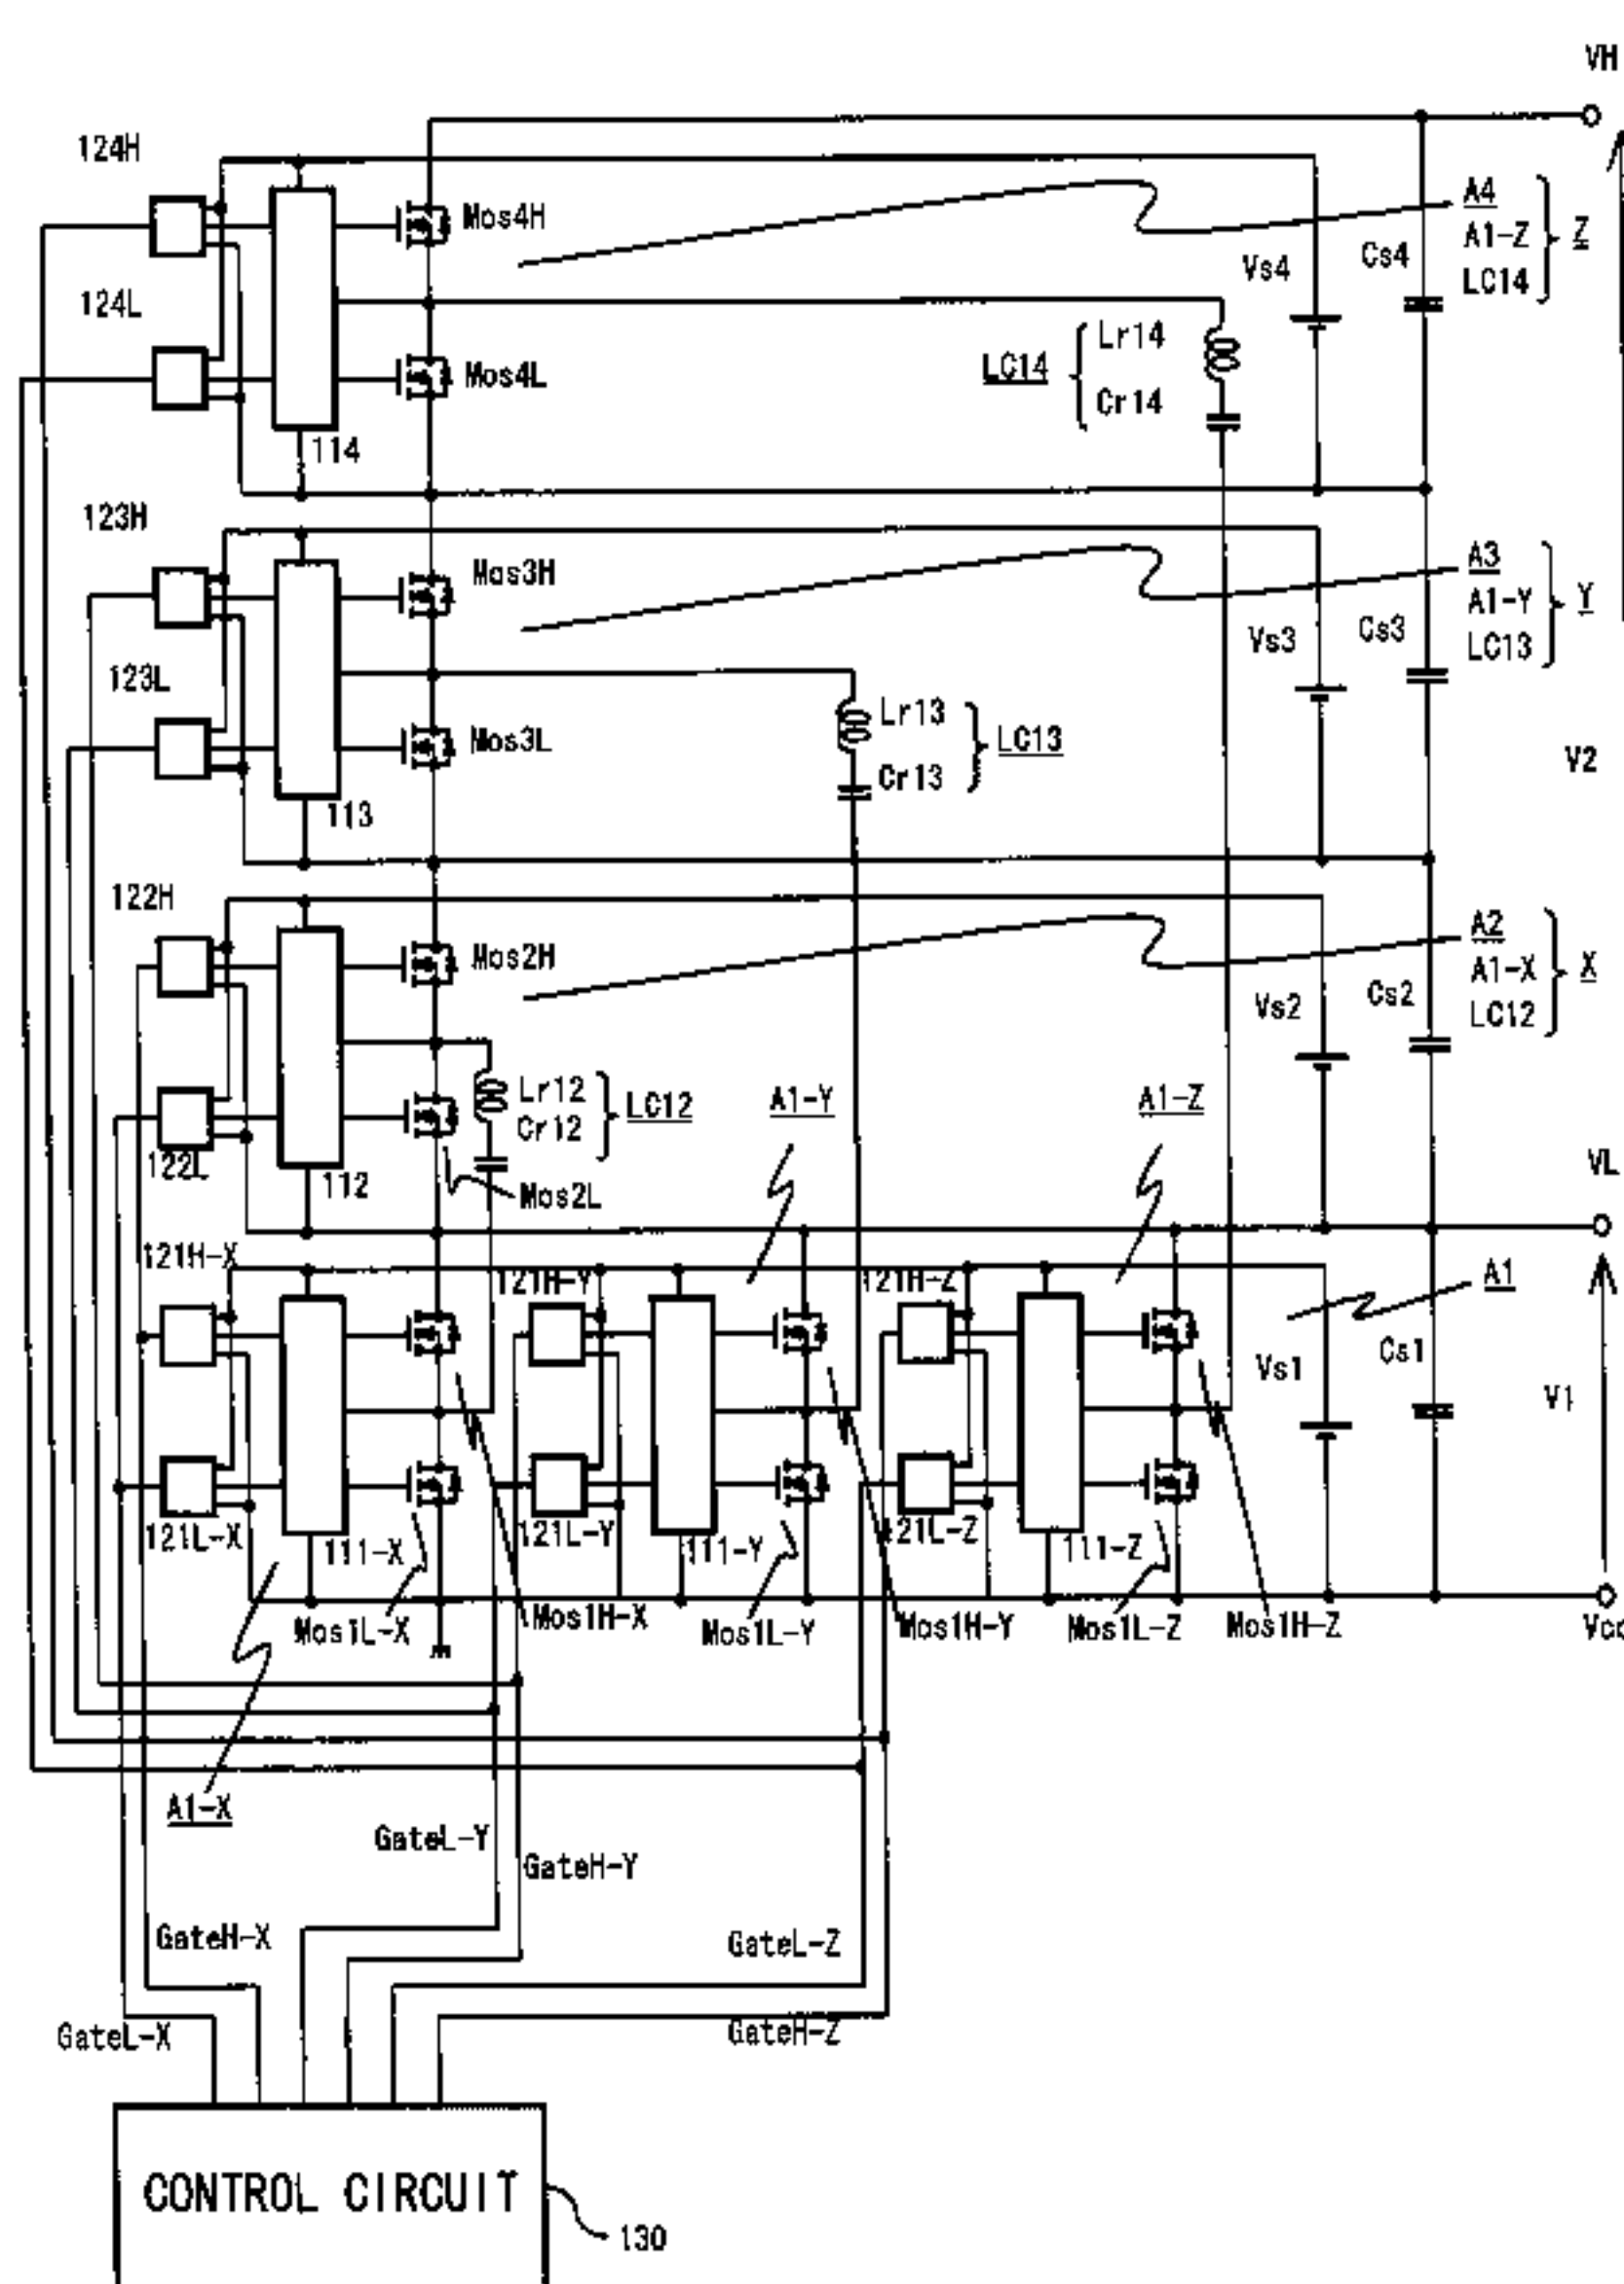 VH
124H
Mos4H
A4
A1-Z
LC14
Z
Cs4
Vs4
124L
Mos4L
LC14
Lr14
Cr14
114
123H
Mos3H
A3
A1-Y
LC13
Y
Cs3
Vs3
123L
Mos3L
Lr13
Cr13
LC13
V2
113
122H
Mos2H
A2
A1-X
LC12
X
Cs2
Vs2
Lr12
Cr12
LC12
A1-Y
A1-Z
122L
112
Mos2L
VL
121H-X
121H-Y
121H-Z
A1
Vs1
Cs1
V1
121L-X
111-X
121L-Y
111-Y
121L-Z
111-Z
Mos1L-X
Mos1H-X
Mos1L-Y
Mos1H-Y
Mos1L-Z
Mos1H-Z
A1-X
GateL-Y
GateH-Y
GateH-X
GateL-Z
GateL-X
GateH-Z
CONTROL CIRCUIT
130